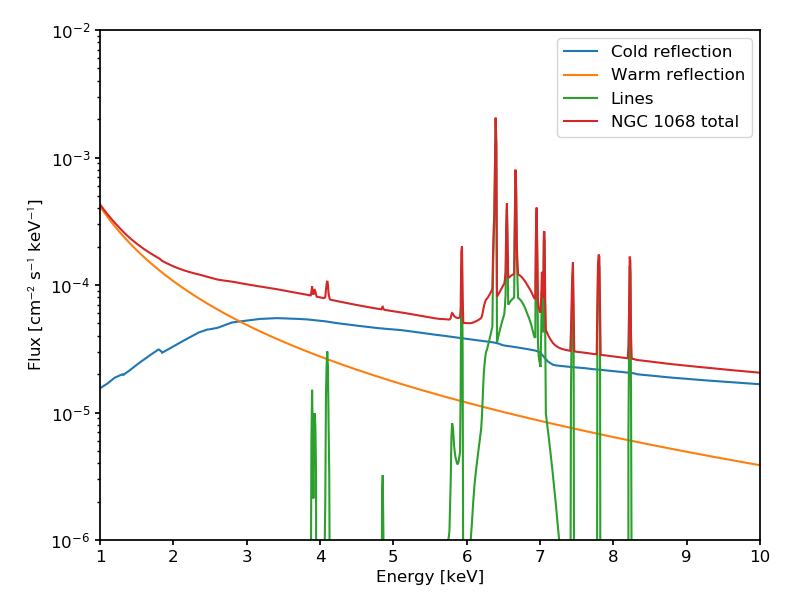 Flux [cm⁻² s⁻¹ keV⁻¹]
10⁻²
10⁻³
10⁻⁴
10⁻⁵
10⁻⁶
Cold reflection
Warm reflection
Lines
NGC 1068 total
1 2 3 4 5 6 7 8 9 10
Energy [keV]